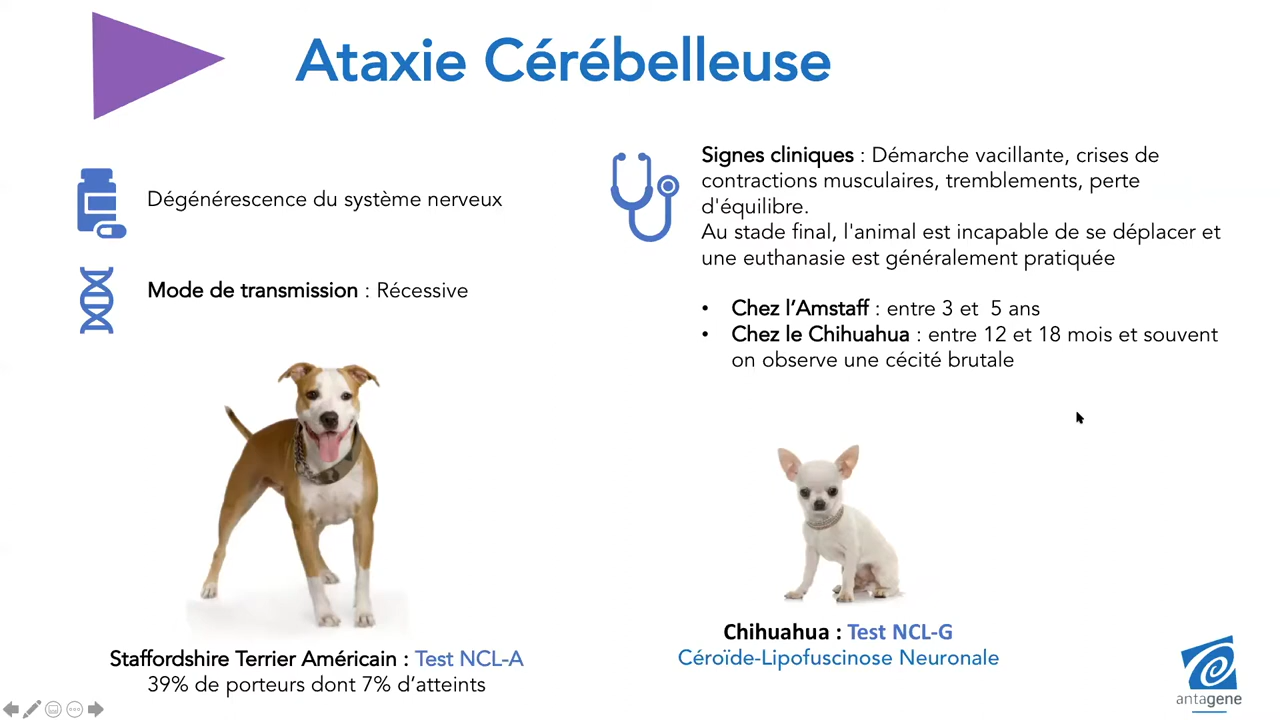 Ataxie Cérébelleuse
Dégénérescence du système nerveux
Mode de transmission : Récessive
Signes cliniques : Démarche vacillante, crises de
contractions musculaires, tremblements, perte
d'équilibre.
Au stade final, l'animal est incapable de se déplacer et
une euthanasie est généralement pratiquée
• Chez l’Amstaff : entre 3 et 5 ans
• Chez le Chihuahua : entre 12 et 18 mois et souvent
on observe une cécité brutale
Staffordshire Terrier Américain : Test NCL-A
39% de porteurs dont 7% d’atteints
Chihuahua : Test NCL-G
Céroïde-Lipofuscinose Neuronale
antagene